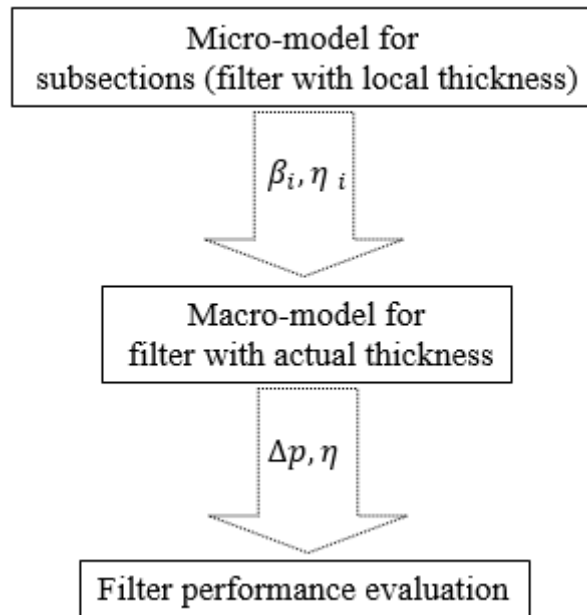 Micro-model for
subsections (filter with local thickness)
βᵢ, η ᵢ
Macro-model for
filter with actual thickness
Δp, η
Filter performance evaluation